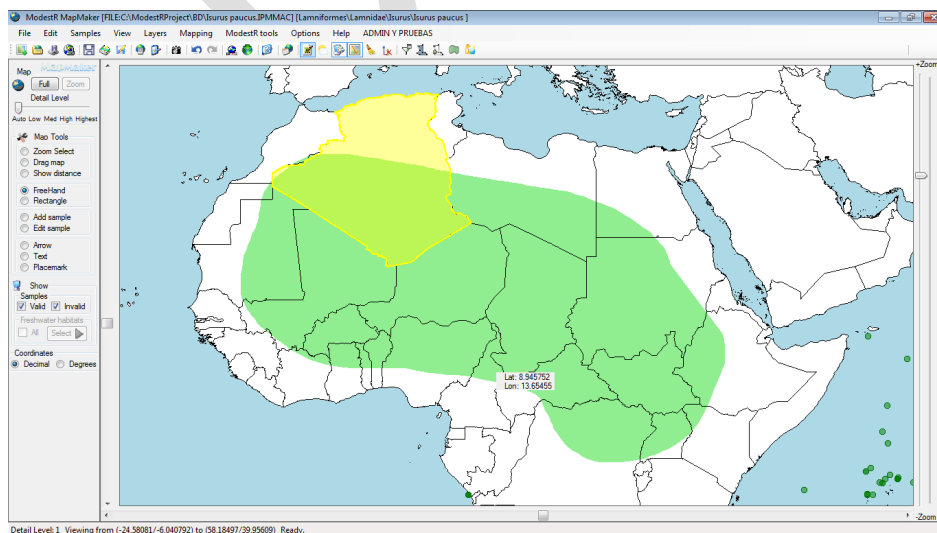 ModestR MapMaker [FILE:C:\ModestRProject\BD\Isurus paucus.IPMMAC] [Lamniformes\Lamnidae\Isurus\Isurus paucus ]
File Edit Samples View Layers Mapping ModestR tools Options Help ADMIN Y PRUEBAS
Map MapMaker
Full Zoom
Detail Level
Auto Low Med High Highest
Map Tools
Zoom Select
Drag map
Show distance
FreeHand
Rectangle
Add sample
Edit sample
Arrow
Text
Placemark
Show
Samples
Valid Invalid
Freshwater habitats
All Select
Coordinates
Decimal Degrees
+Zoom
Lat: 8.945752
Lon: 13.65455
-Zoom
Detail Level: 1 Viewing from (-24.58081/-6.040792) to (58.18497/39.95609) Ready.